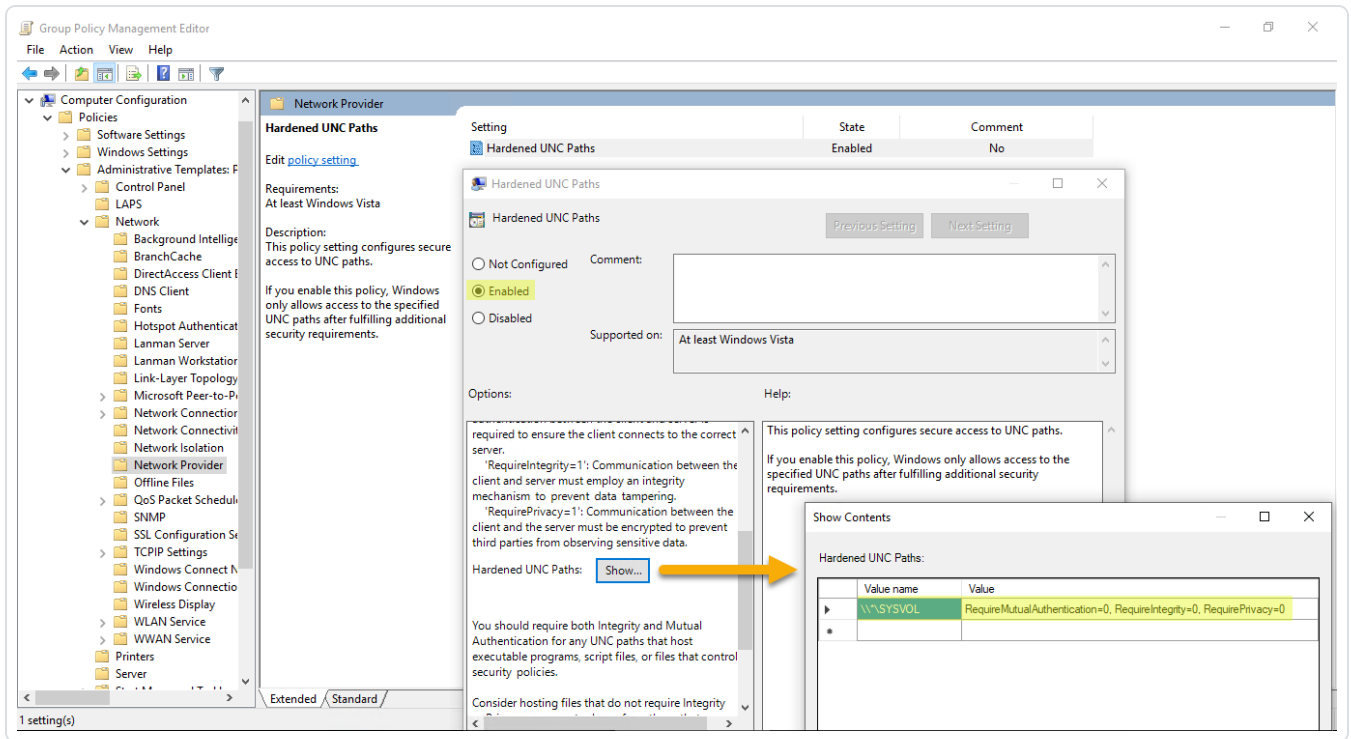 Group Policy Management Editor
File Action View Help
Computer Configuration
Policies
Software Settings
Windows Settings
Administrative Templates: P
Control Panel
LAPS
Network
Background Intellige
BranchCache
DirectAccess Client E
DNS Client
Fonts
Hotspot Authenticat
Lanman Server
Lanman Workstation
Link-Layer Topology
Microsoft Peer-to-Pe
Network Connection
Network Connectivit
Network Isolation
Network Provider
Offline Files
QoS Packet Schedule
SNMP
SSL Configuration Se
TCPIP Settings
Windows Connect N
Windows Connectio
Wireless Display
WLAN Service
WWAN Service
Printers
Server
1 setting(s)
Network Provider
Hardened UNC Paths
Edit policy setting
Requirements:
At least Windows Vista
Description:
This policy setting configures secure
access to UNC paths.
If you enable this policy, Windows
only allows access to the specified
UNC paths after fulfilling additional
security requirements.
Extended Standard
Setting State Comment
Hardened UNC Paths Enabled No
Hardened UNC Paths
Hardened UNC Paths
Previous Setting Next Setting
Not Configured
Enabled
Disabled
Comment:
Supported on:
At least Windows Vista
Options:
Help:
required to ensure the client connects to the correct
server.
'RequireIntegrity=1': Communication between the
client and server must employ an integrity
mechanism to prevent data tampering.
'RequirePrivacy=1': Communication between the
client and the server must be encrypted to prevent
third parties from observing sensitive data.
Hardened UNC Paths: Show...
You should require both Integrity and Mutual
Authentication for any UNC paths that host
executable programs, script files, or files that control
security policies.
Consider hosting files that do not require Integrity
This policy setting configures secure access to UNC paths.
If you enable this policy, Windows only allows access to the
specified UNC paths after fulfilling additional security
requirements.
Show Contents
Hardened UNC Paths:
Value name Value
\\*\SYSVOL RequireMutualAuthentication=0, RequireIntegrity=0, RequirePrivacy=0